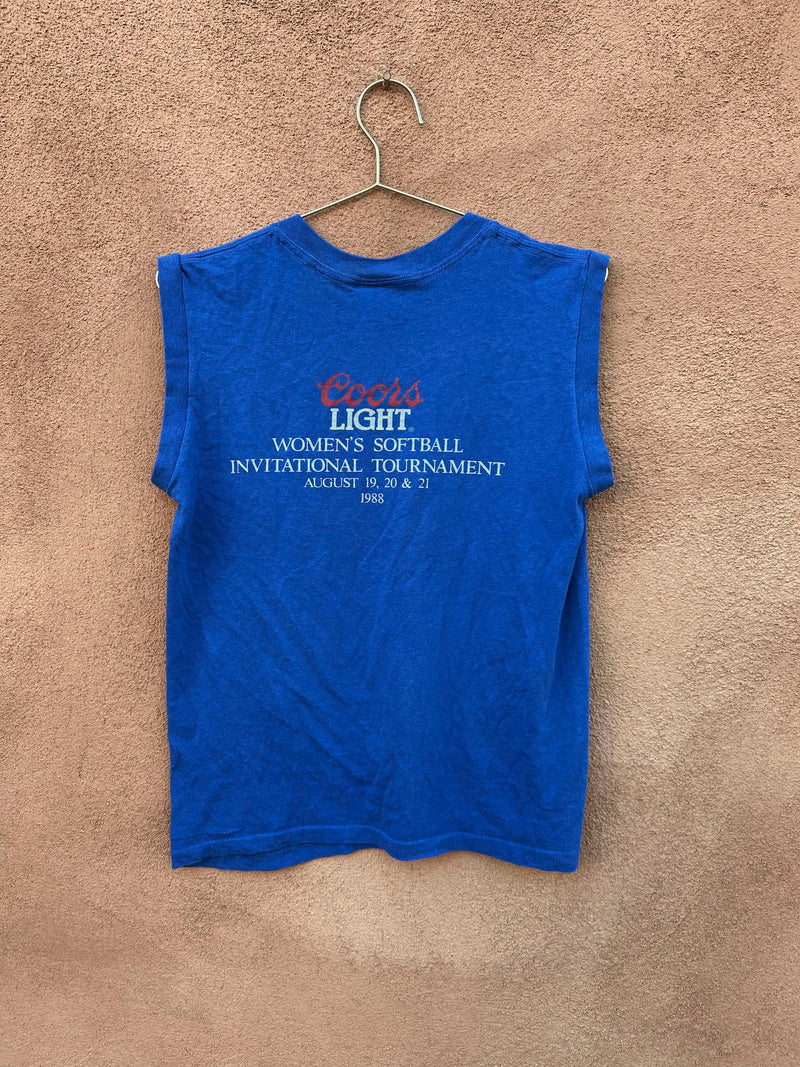 Coors
LIGHT®
WOMEN'S SOFTBALL
INVITATIONAL TOURNAMENT
AUGUST 19, 20 & 21
1988